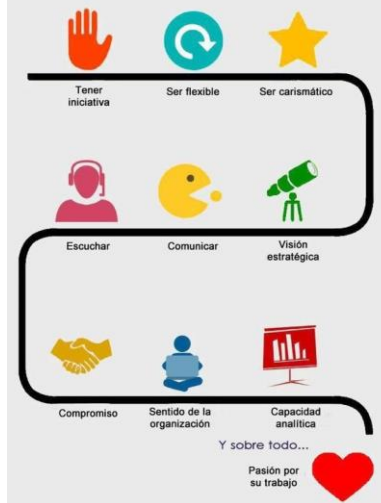 Tener
iniciativa
Ser flexible
Ser carismático
Escuchar
Comunicar
Visión
estratégica
Compromiso
Sentido de la
organización
Capacidad
analítica
Y sobre todo...
Pasión por
su trabajo